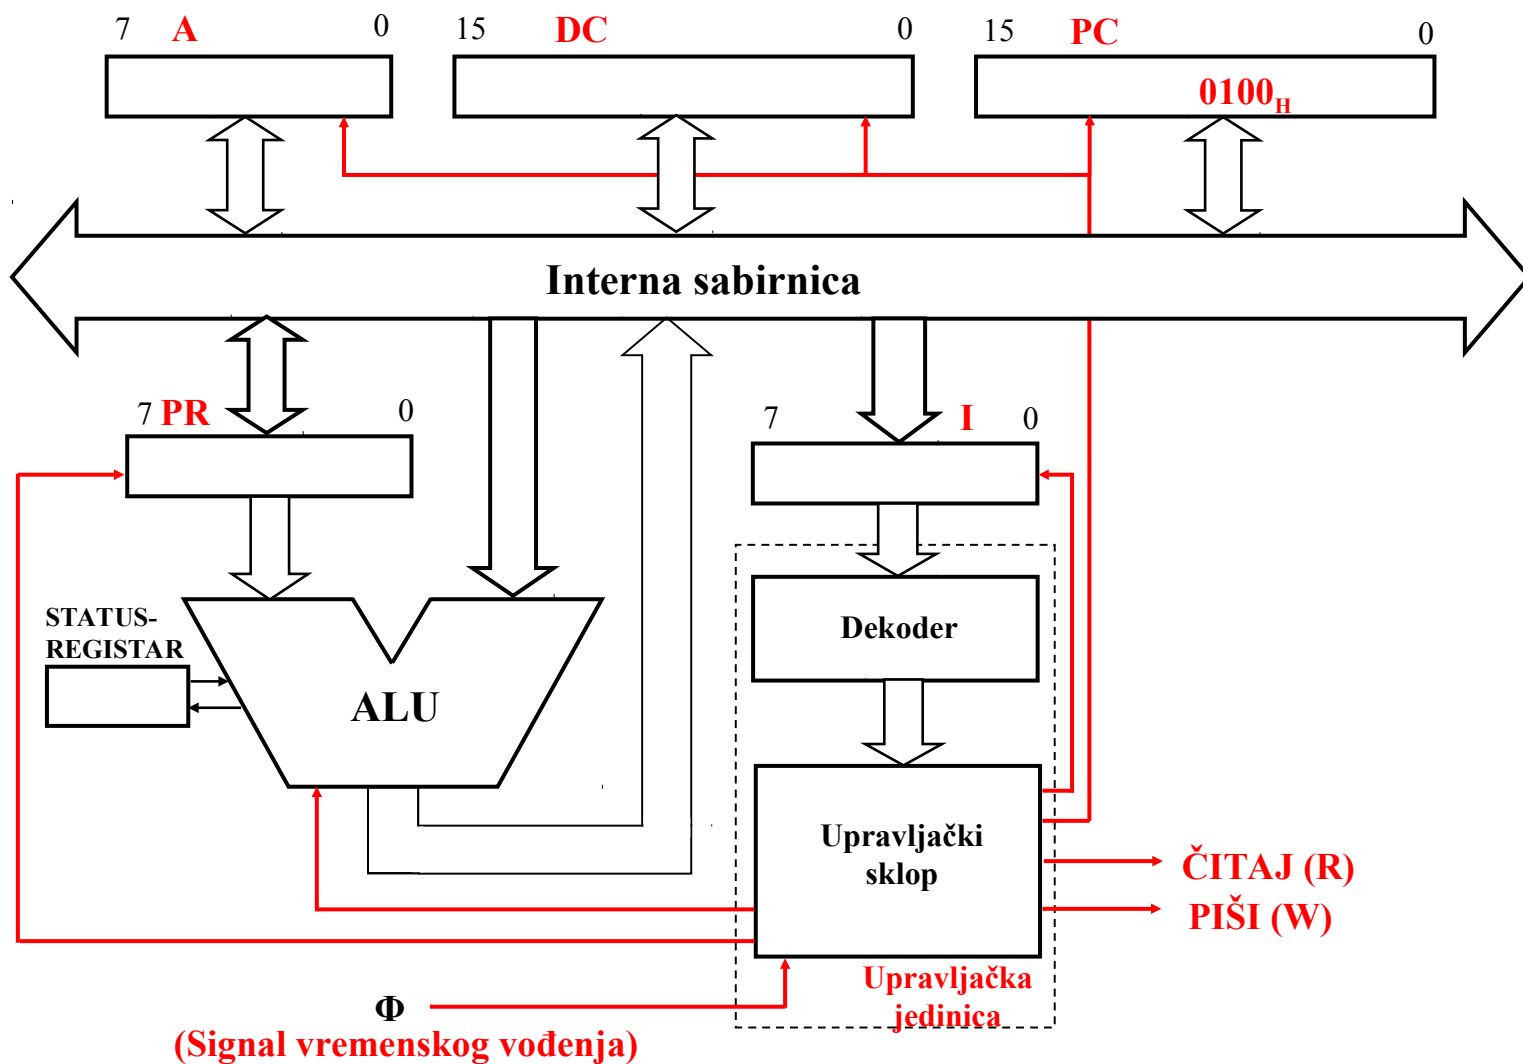 7 A 0
15 DC 0
15 PC 0
0100H
Interna sabirnica
7 PR 0
7 I 0
STATUS-
REGISTAR
Dekoder
ALU
Upravljački
sklop
ČITAJ (R)
PIŠI (W)
Upravljačka
jedinica
Φ
(Signal vremenskog vođenja)